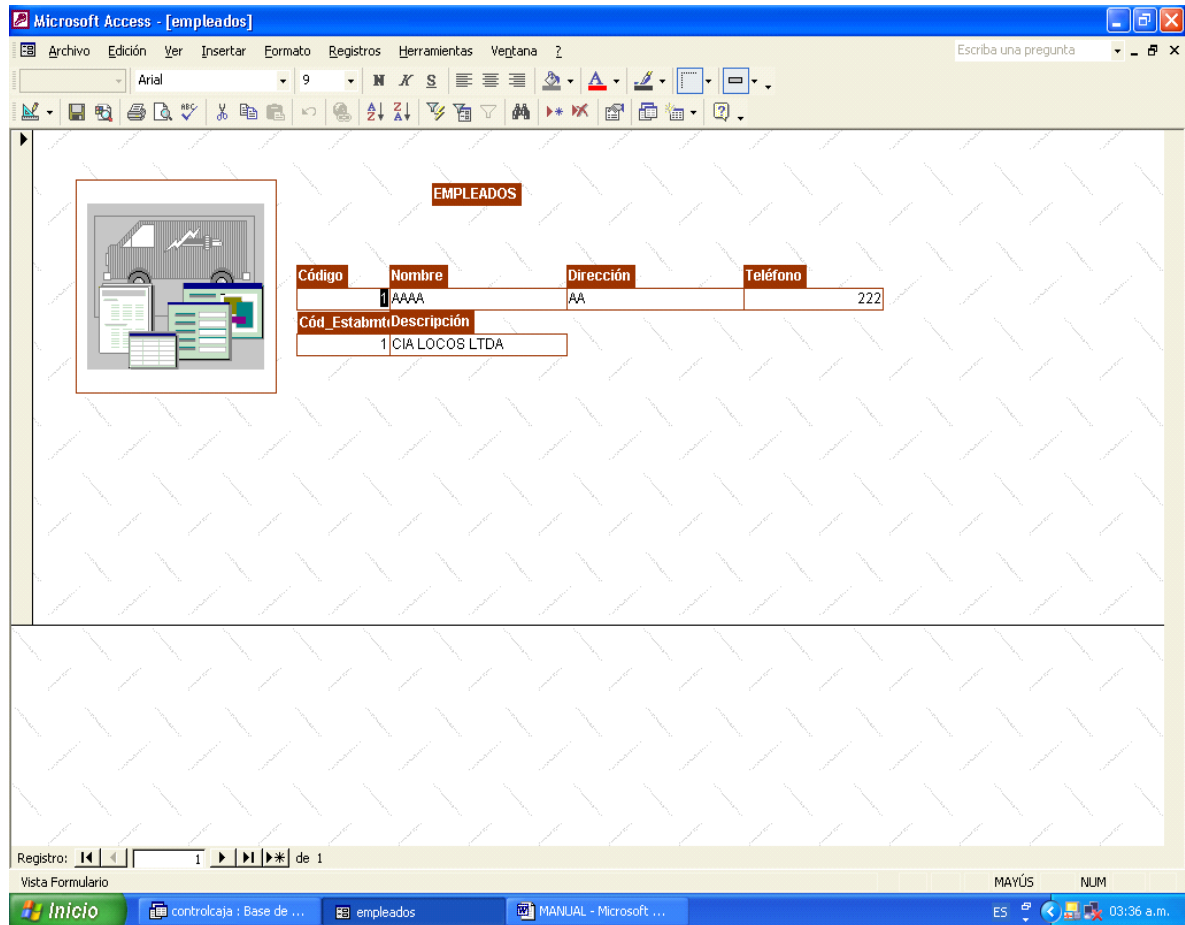 Microsoft Access - [empleados]
Archivo Edición Ver Insertar Formato Registros Herramientas Ventana ? Escriba una pregunta
Arial 9 N K S
EMPLEADOS
Código Nombre Dirección Teléfono
1 AAAA AA 222
Cód_Estabmt Descripción
1 CIA LOCOS LTDA
Registro: 1 de 1
Vista Formulario MAYÚS NUM
Inicio controlcaja : Base de ... empleados MANUAL - Microsoft ... ES 03:36 a.m.